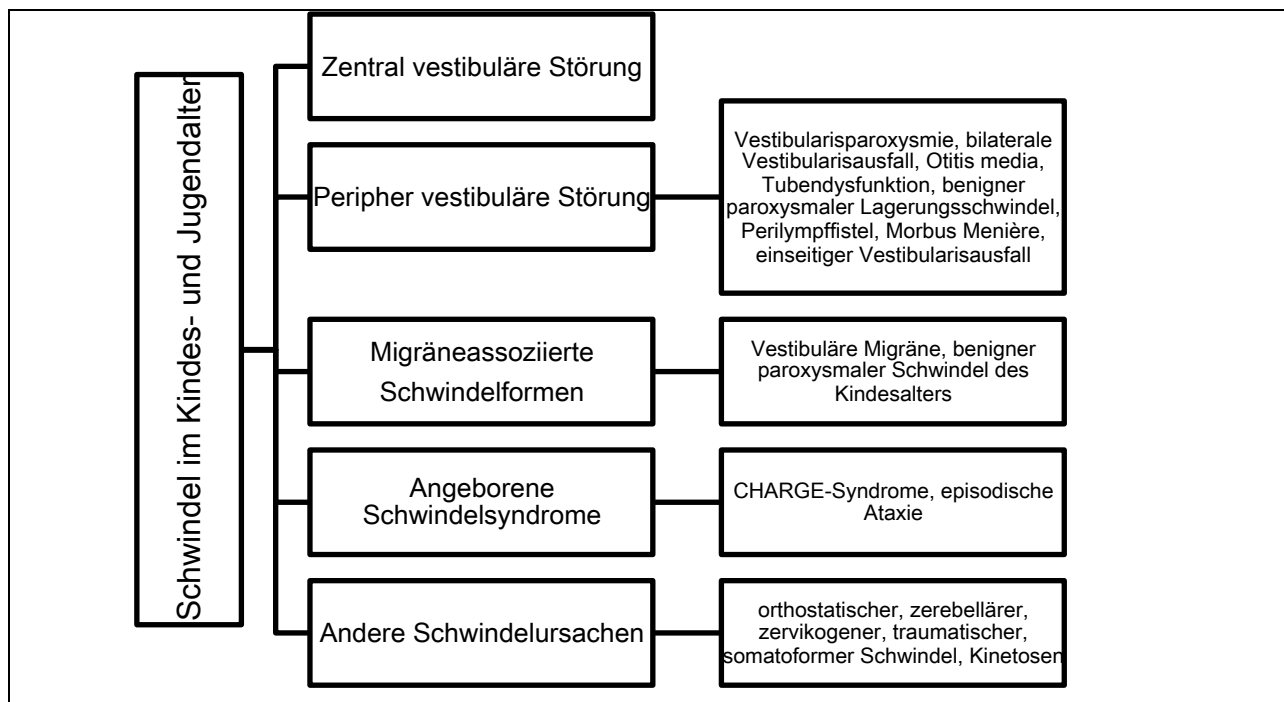 Schwindel im Kindes- und Jugendalter
Zentral vestibuläre Störung
Peripher vestibuläre Störung
Vestibularisparoxysmie, bilaterale
Vestibularisausfall, Otitis media,
Tubendysfunktion, benigner
paroxysmaler Lagerungsschwindel,
Perilympffistel, Morbus Menière,
einseitiger Vestibularisausfall
Migräneassoziierte
Schwindelformen
Vestibuläre Migräne, benigner
paroxysmaler Schwindel des
Kindesalters
Angeborene
Schwindelsyndrome
CHARGE-Syndrome, episodische
Ataxie
Andere Schwindelursachen
orthostatischer, zerebellärer,
zervikogener, traumatischer,
somatoformer Schwindel, Kinetosen